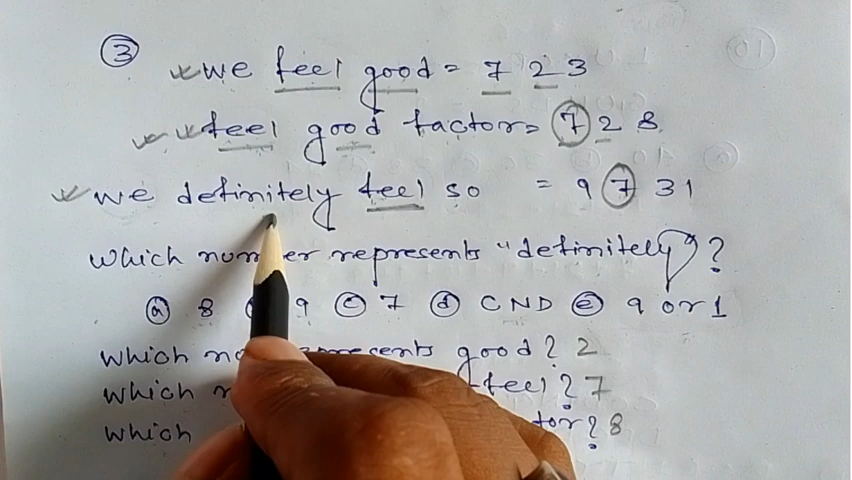 ③
we feel good = 7 2 3
feel good factor = 7 2 8
we definitely feel so = 9 7 3 1
Which number represents "definitely"?
ⓐ 8 9 ⓒ 7 ⓓ CND ⓔ 9 or 1
which good? 2
which feel? 7
which 8